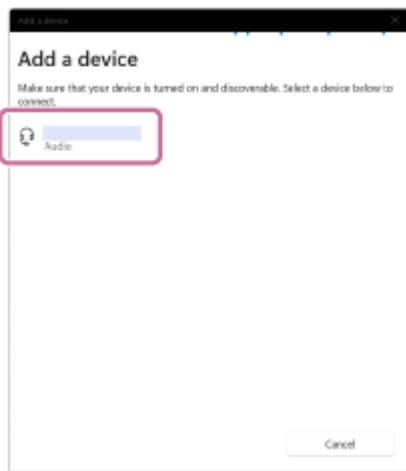 Add a device
Add a device
Make sure that your device is turned on and discoverable. Select a device below to
connect.
Audio
Cancel